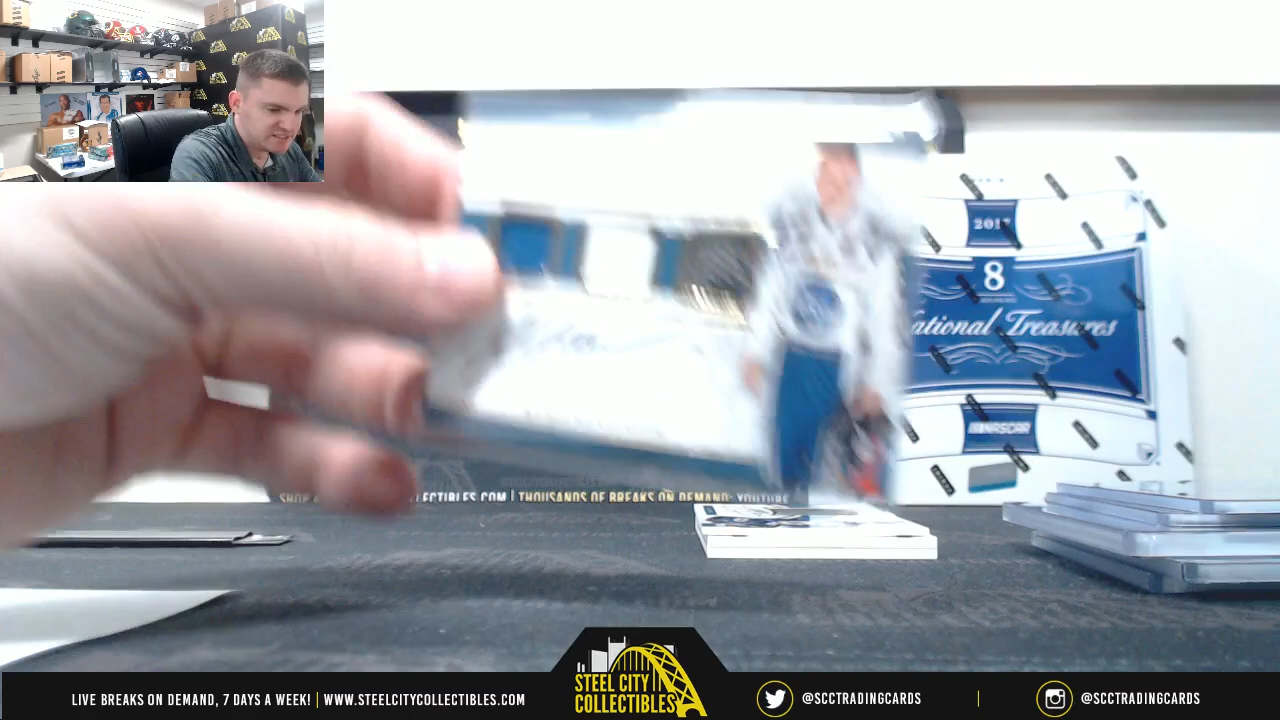 2017
8
National Treasures
NASCAR
COLLECTIBLES.COM | THOUSANDS OF BREAKS ON DEMAND: YOUTUBE
STEEL CITY
COLLECTIBLES
LIVE BREAKS ON DEMAND, 7 DAYS A WEEK! | WWW.STEELCITYCOLLECTIBLES.COM
@SCCTRADINGCARDS | @SCCTRADINGCARDS